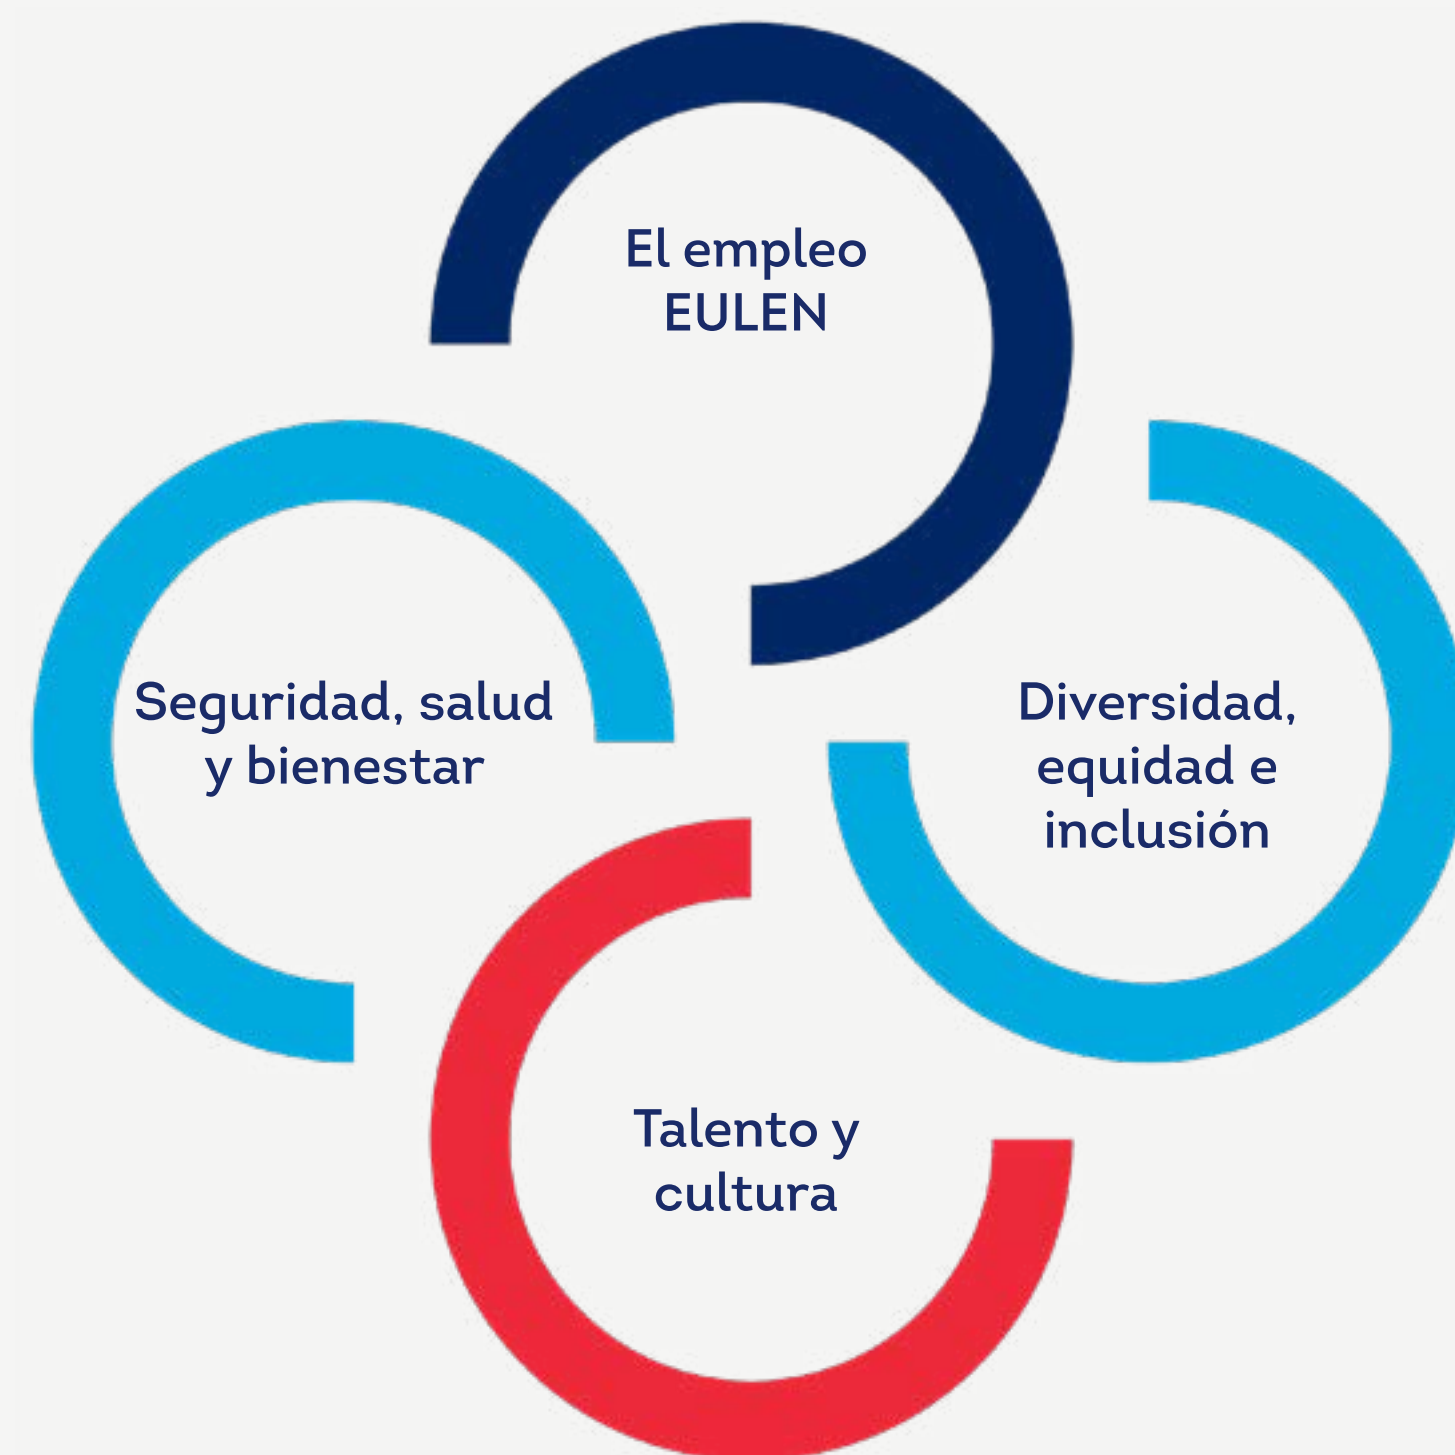 El empleo
EULEN
Seguridad, salud
y bienestar
Diversidad,
equidad e
inclusión
Talento y
cultura